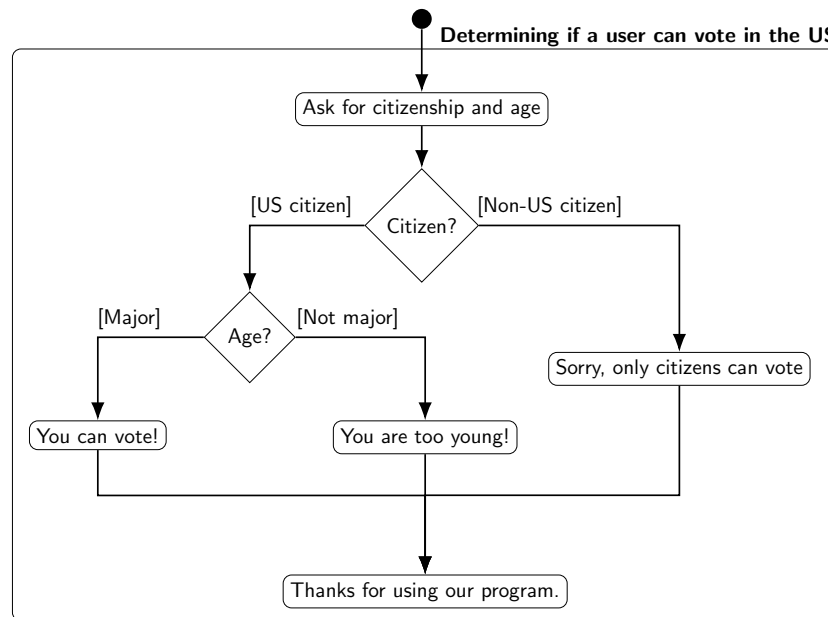 Determining if a user can vote in the US
Ask for citizenship and age
[US citizen]
[Non-US citizen]
Citizen?
[Major]
[Not major]
Age?
Sorry, only citizens can vote
You can vote!
You are too young!
Thanks for using our program.